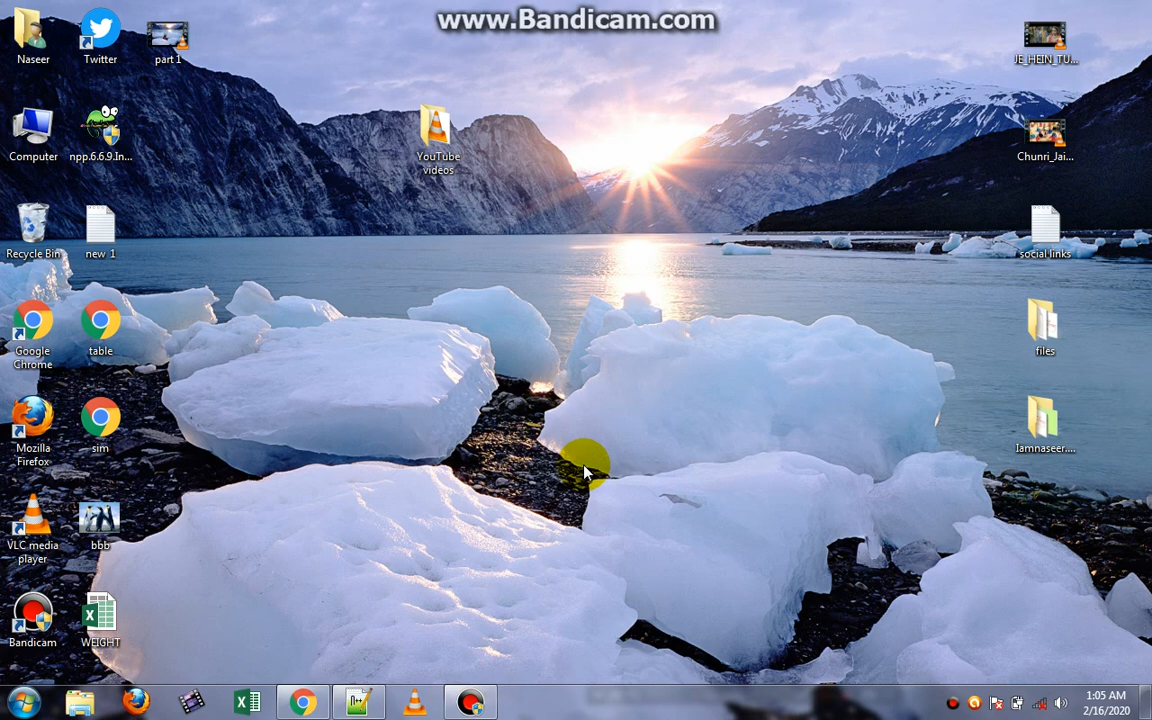 www.Bandicam.com
Naseer
Twitter
part 1
JE_HEIN_TU...
Computer
npp.6.6.9.In...
YouTube
videos
Chunri_Jai...
Recycle Bin
new 1
social links
Google
Chrome
table
files
Mozilla
Firefox
sim
Iamnaseer....
VLC media
player
bbb
Bandicam
WEIGHT
1:05 AM
2/16/2020